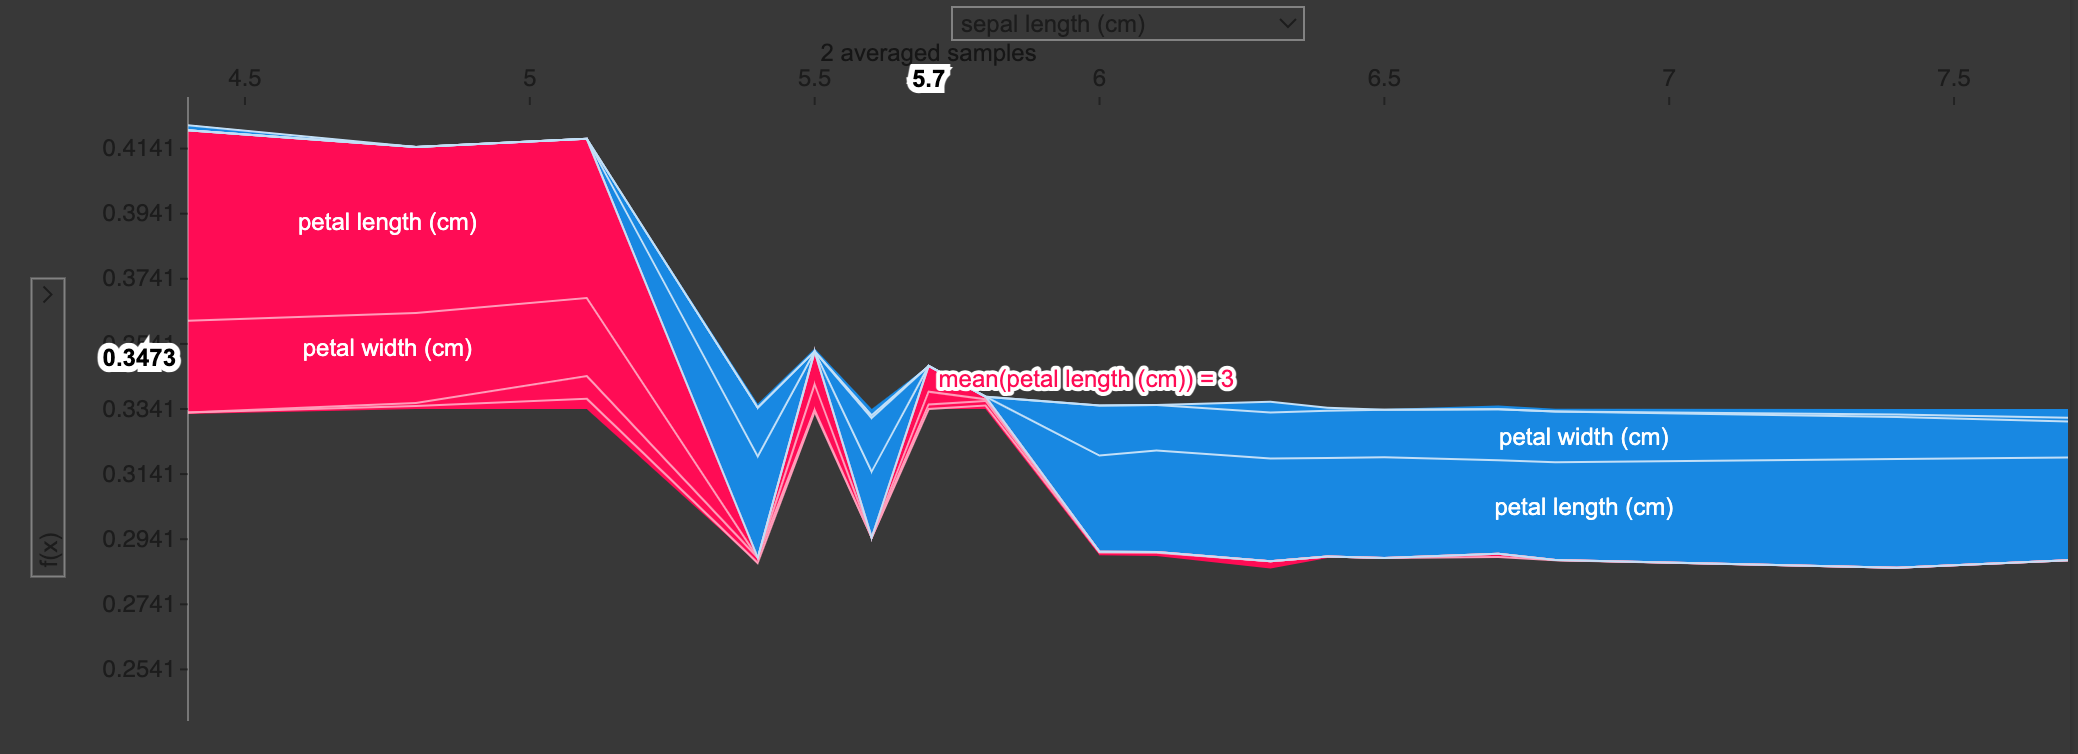 sepal length (cm)
2 averaged samples
4.5 5 5.5 5.7 6 6.5 7 7.5
0.4141
0.3941
petal length (cm)
0.3741
petal width (cm)
0.3473
mean(petal length (cm)) = 3
0.3341
petal width (cm)
0.3141
petal length (cm)
0.2941
f(x)
0.2741
0.2541